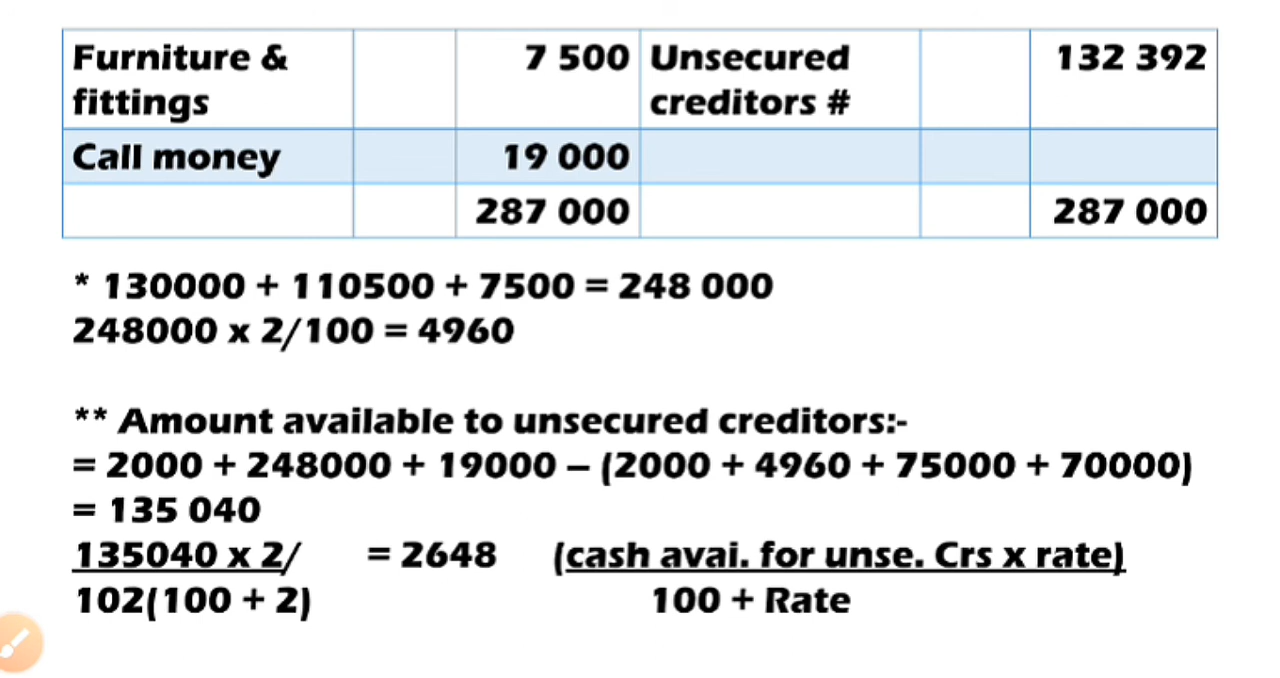 Furniture & 7 500 Unsecured 132 392
fittings creditors #
Call money 19 000
287 000 287 000
* 130000 + 110500 + 7500 = 248 000
248000 x 2/100 = 4960
** Amount available to unsecured creditors:-
= 2000 + 248000 + 19000 – (2000 + 4960 + 75000 + 70000)
= 135 040
135040 x 2/ = 2648 (cash avai. for unse. Crs x rate)
102(100 + 2) 100 + Rate